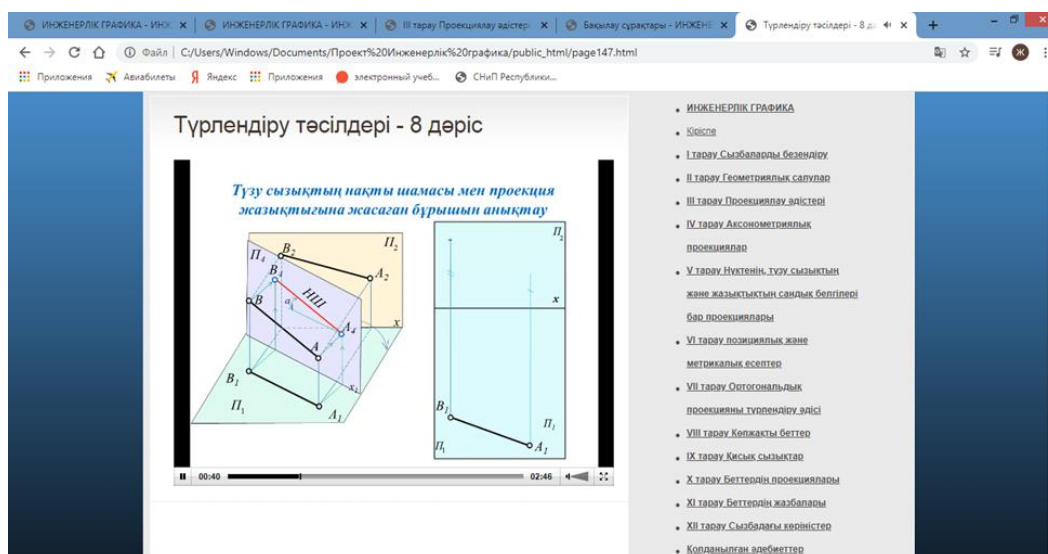 ИНЖЕНЕРЛІК ГРАФИКА - ИНЖ
ИНЖЕНЕРЛІК ГРАФИКА - ИНЖ
III тарау Проекциялау әдістер
Бақылау сұрақтары - ИНЖЕНЕ
Түрлендіру тәсілдері - 8 дә
Файл | C:/Users/Windows/Documents/Проект%20Инженерлік%20графика/public_html/page147.html
Ж
Приложения
Авиабилеты
Яндекс
Приложения
электронный учеб...
СНиП Республики...
Түрлендіру тәсілдері - 8 дәріс
Түзу сызықтың нақты шамасы мен проекция
жазықтығына жасаған бұрышын анықтау
П₄
B₂
П₂
B₄
A₂
НШ
B
α
A₄
x
A
x₁
B₁
П₁
A₁
П₂
x
B₁
П₁
П₁
A₁
00:40
02:46
ИНЖЕНЕРЛІК ГРАФИКА
Кіріспе
I тарау Сызбаларды безендіру
II тарау Геометриялық салулар
III тарау Проекциялау әдістері
IV тарау Аксонометриялық
проекциялар
V тарау Нүктенің, түзу сызықтың
және жазықтықтың сандық белгілері
бар проекциялары
VI тарау позициялық және
метрикалық есептер
VII тарау Ортогональдық
проекцияны түрлендіру әдісі
VIII тарау Көпжақты беттер
IX тарау Қисық сызықтар
X тарау Беттердің проекциялары
XI тарау Беттердің жазбалары
XII тарау Сызбадағы көріністер
Қолданылған әдебиеттер